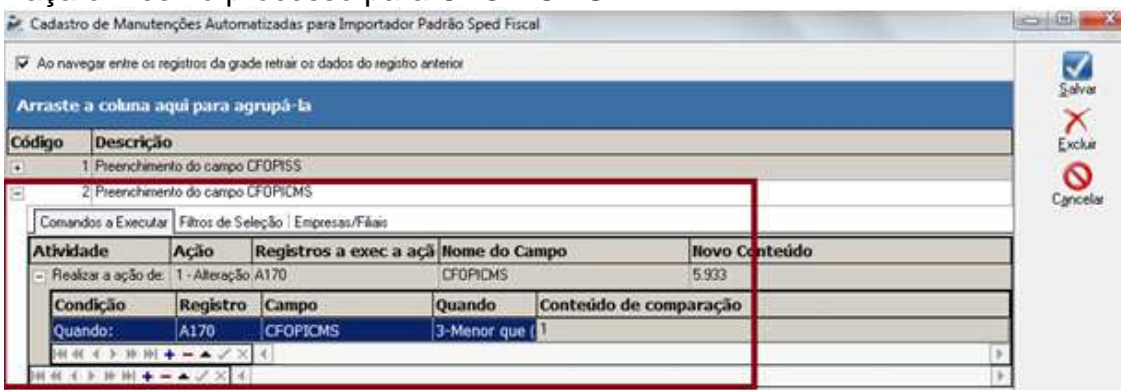 Cadastro de Manutenções Automatizadas para Importador Padrão Sped Fiscal
Ao navegar entre os registros da grade retrair os dados do registro anterior
Salvar
Arraste a coluna aqui para agrupá-la
Código Descrição
Excluir
1 Preenchimento do campo CFOPISS
2 Preenchimento do campo CFOPICMS
Cancelar
Comandos a Executar Filtros de Seleção Empresas/Filiais
Atividade Ação Registros a exec a açã Nome do Campo Novo Conteúdo
Realizar a ação de: 1 - Alteração A170 CFOPICMS 5.933
Condição Registro Campo Quando Conteúdo de comparação
Quando: A170 CFOPICMS 3-Menor que ( 1